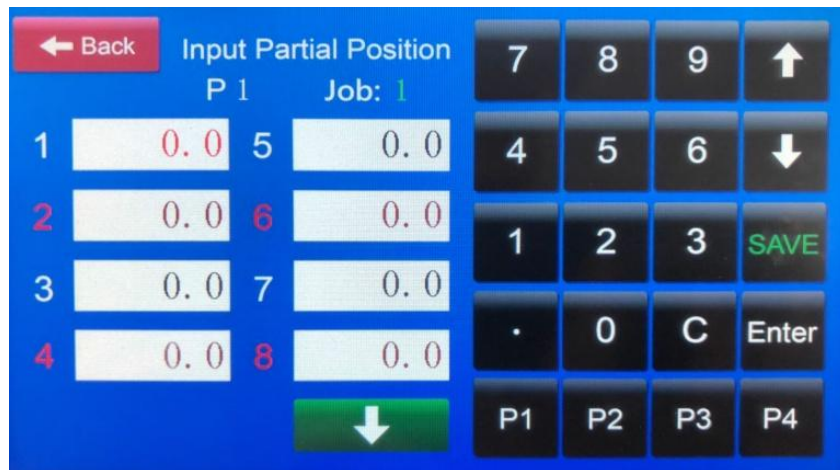 Back
Input Partial Position
P 1 Job: 1
1 0. 0 5 0. 0
2 0. 0 6 0. 0
3 0. 0 7 0. 0
4 0. 0 8 0. 0
7 8 9
4 5 6
1 2 3 SAVE
. 0 C Enter
P1 P2 P3 P4